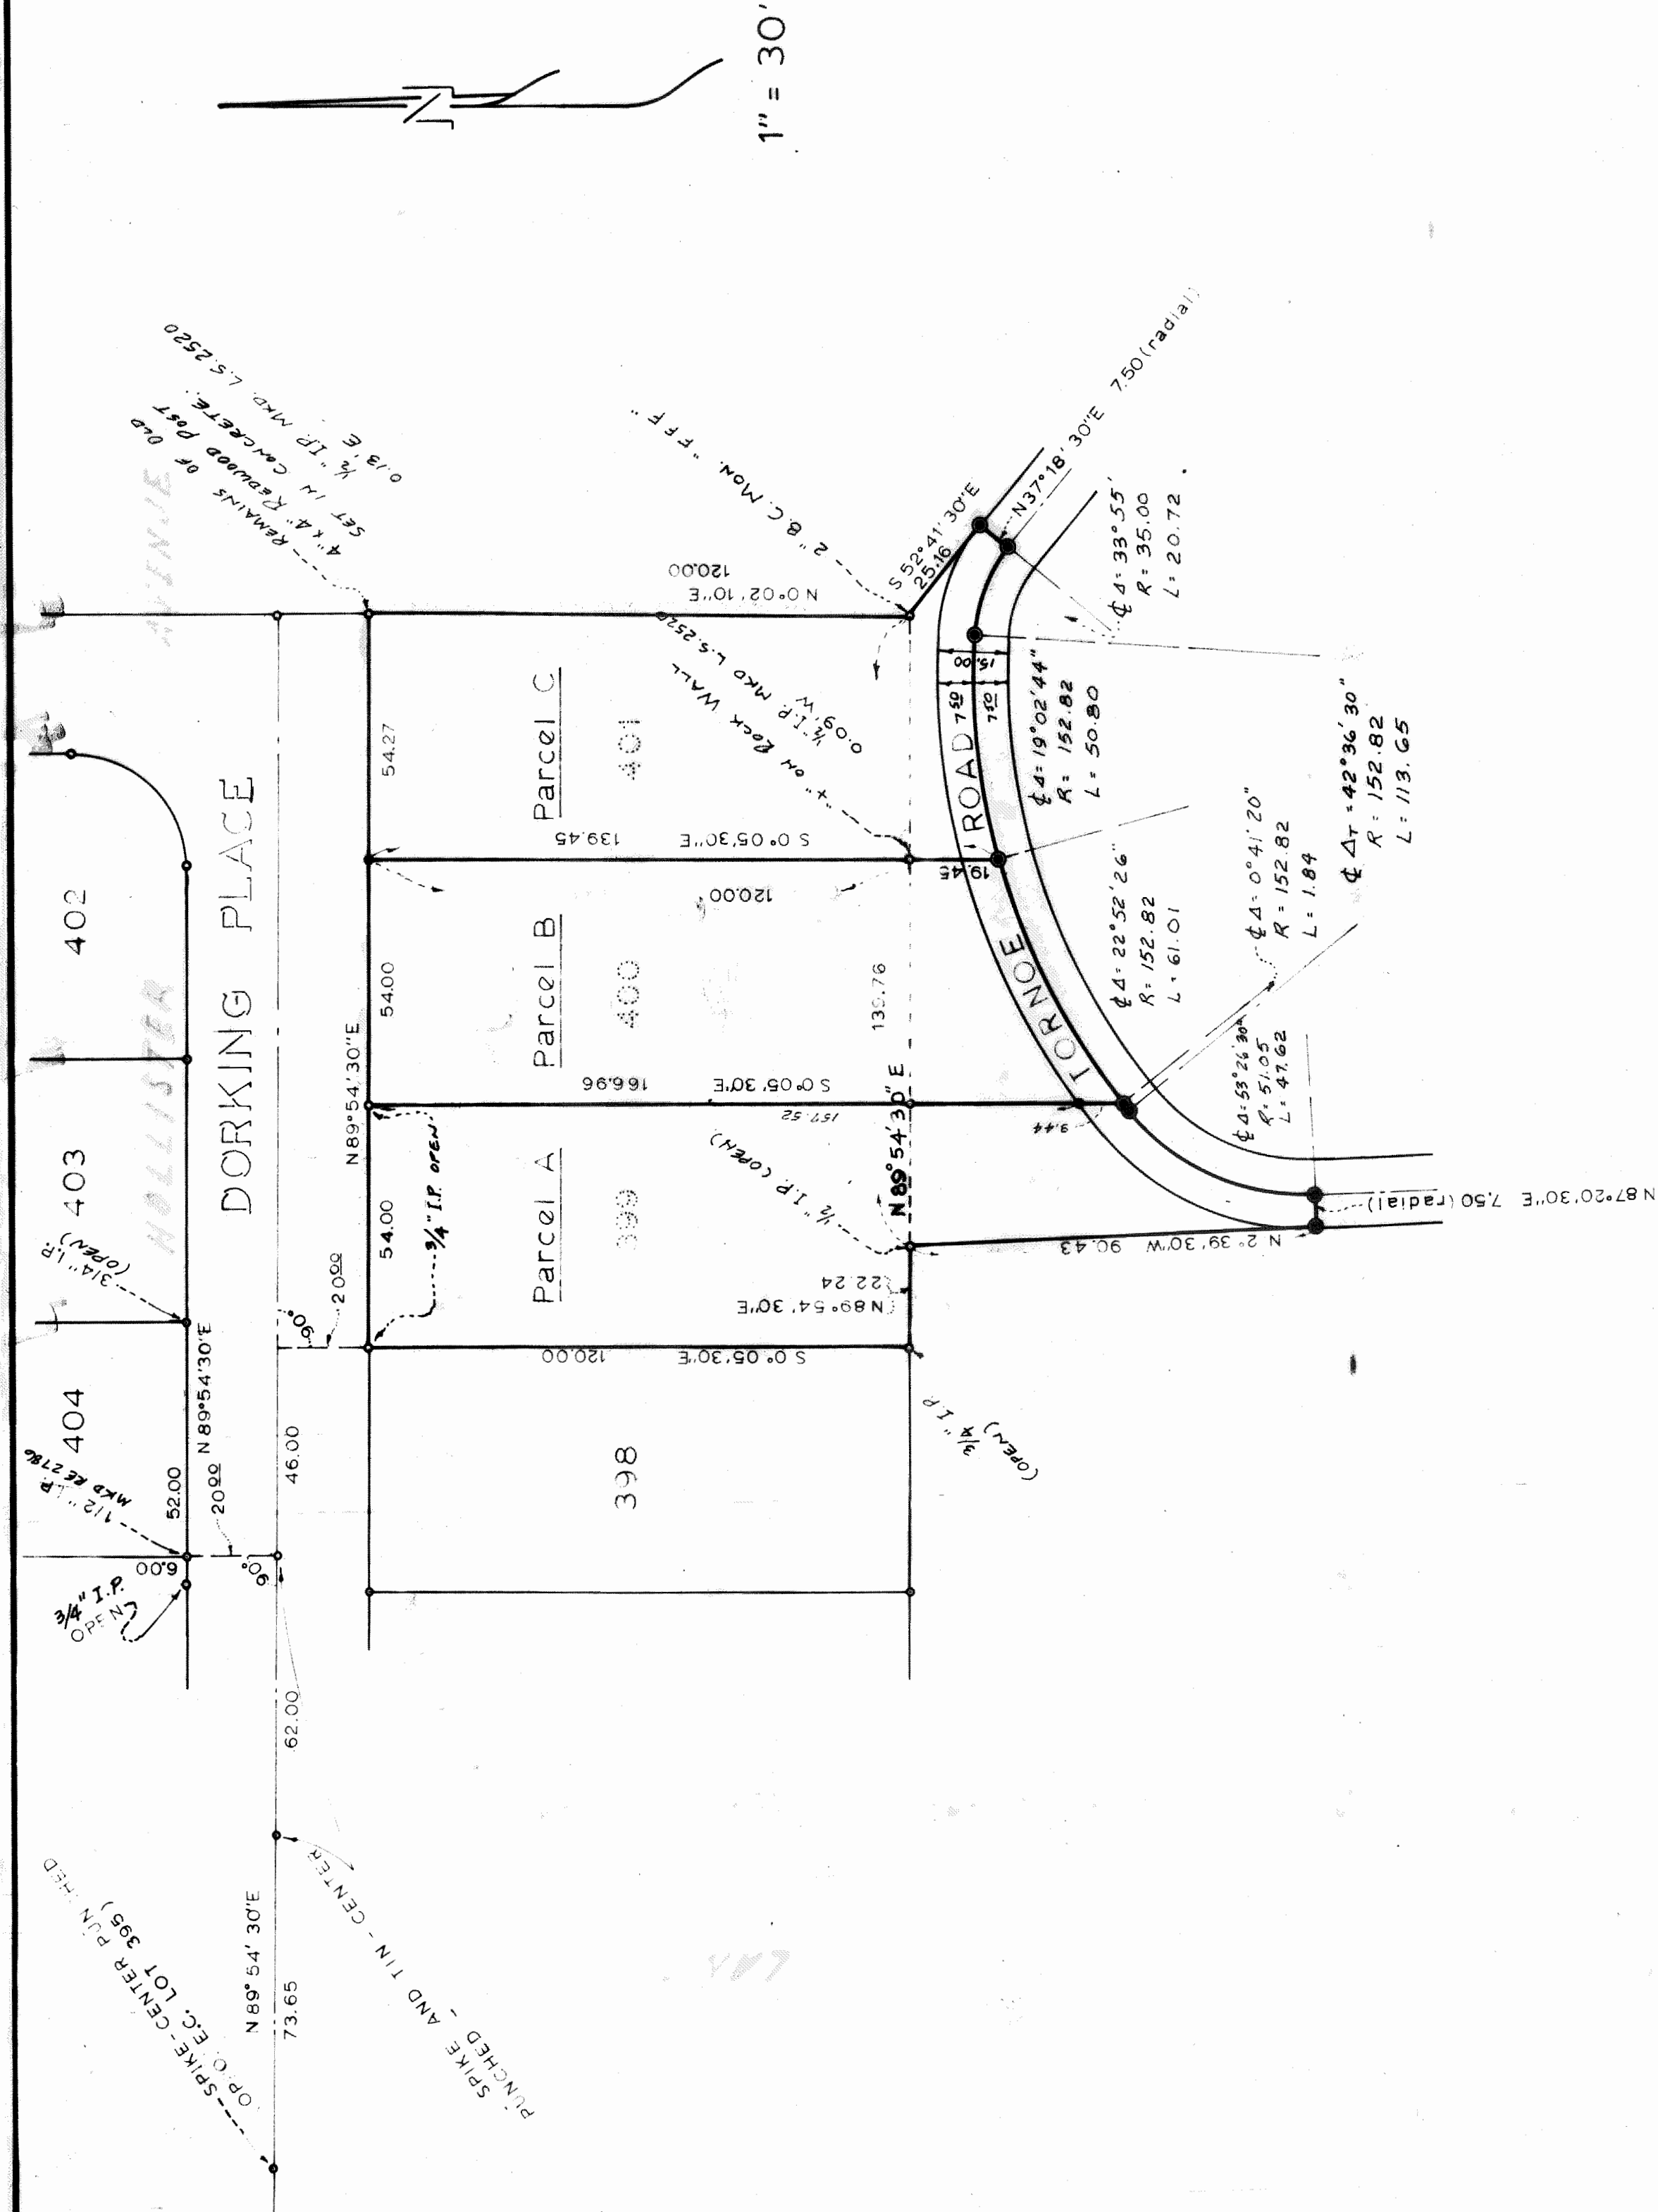 1" = 30'
402
403
404
HOLLISTER
AVENUE
DORKING PLACE
3/4" I.P.
(OPEN)
1/2" I.P.
MKD RE 2786
3/4" I.P.
OPEN
6.00
52.00
N 89°54'30"E
20 00
90°
46.00
90°
20 00
62.00
N 89° 54' 30"E
73.65
SPIKE-CENTER
E.C. LOT 395)
SPIKE AND TIN - CENTER
PUNCHED
REMAINS OF OLD
4" x 4" REDWOOD POST
SET IN CONCRETE.
1/2" I.P. MKD. L.S. 2520
0.13' E
N 89°54'30"E
54.00
54.00
54.27
3/4" I.P. OPEN
Parcel A
399
Parcel B
400
Parcel C
401
398
S 0° 05'30"E 120.00
S 0° 05'30"E 166.96
157.52
9.44
S 0° 05'30"E 139.45
120.00
19.45
N 0° 02'10"E
120.00
"x" ON ROCK WALL
1/2" I.P. MKD L.S. 2520
0.09' W
2" B.C. MON. "FFF"
1/2" I.P. (OPEN)
3/4" I.P.
(OPEN)
N 89° 54' 30" E
139.76
N 89° 54' 30"E
22.24
N 2° 39' 30"W 90.43
N 87°20'30"E 7.50 (radial)
S 52° 41' 30"E
25.16
N 37° 18' 30"E 7.50 (radial)
TORNOE ROAD
7 50
7 50
15.00
℄ Δ = 33° 55'
R = 35.00
L = 20.72
℄ Δ = 19° 02' 44"
R = 152.82
L = 50.80
℄ Δ = 22° 52' 26"
R = 152.82
L = 61.01
℄ Δ = 0° 41' 20"
R = 152.82
L = 1.84
℄ Δ = 53° 26' 30"
R = 51.05
L = 47.62
℄ Δт = 42° 36' 30"
R = 152.82
L = 113.65